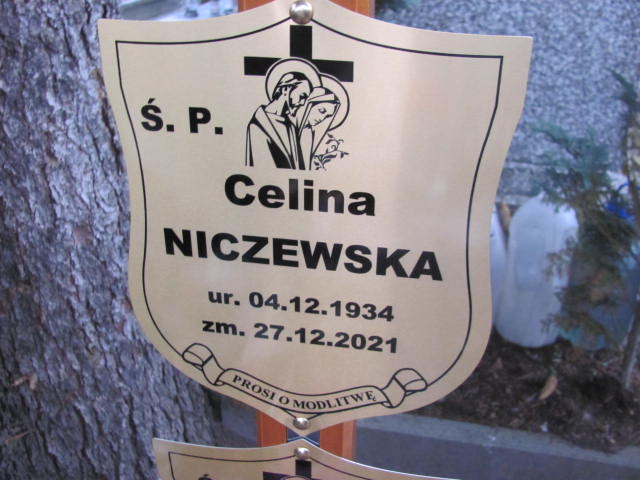 Ś. P.
Celina
NICZEWSKA
ur. 04.12.1934
zm. 27.12.2021
PROSI O MODLITWĘ